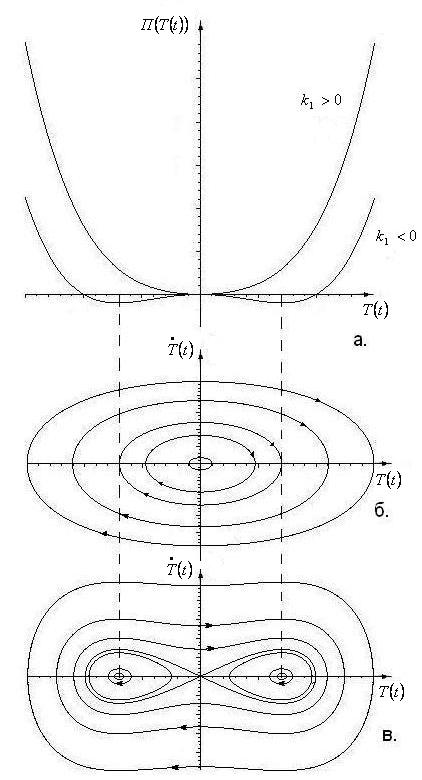 П(T(t))
k₁ > 0
k₁ < 0
T(t)
а.
Ṫ(t)
T(t)
б.
Ṫ(t)
T(t)
в.